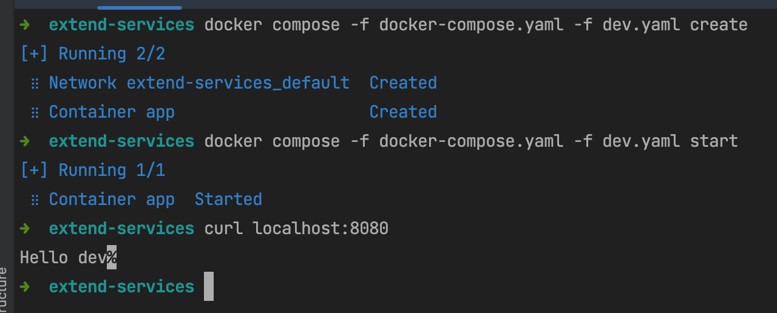 → extend-services docker compose -f docker-compose.yaml -f dev.yaml create
[+] Running 2/2
⠿ Network extend-services_default Created
⠿ Container app Created
→ extend-services docker compose -f docker-compose.yaml -f dev.yaml start
[+] Running 1/1
⠿ Container app Started
→ extend-services curl localhost:8080
Hello dev%
→ extend-services
ructure